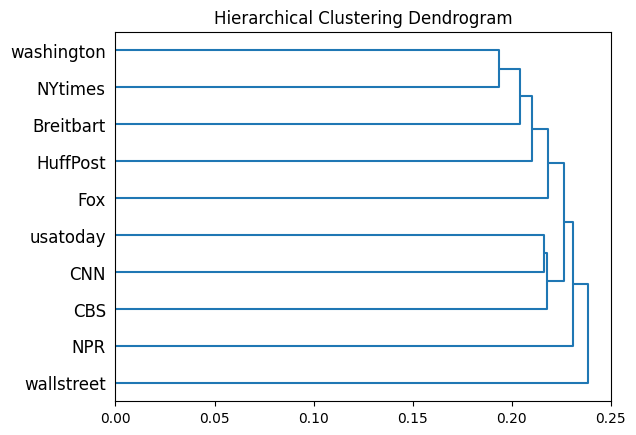 Hierarchical Clustering Dendrogram
washington
NYtimes
Breitbart
HuffPost
Fox
usatoday
CNN
CBS
NPR
wallstreet
0.00 0.05 0.10 0.15 0.20 0.25